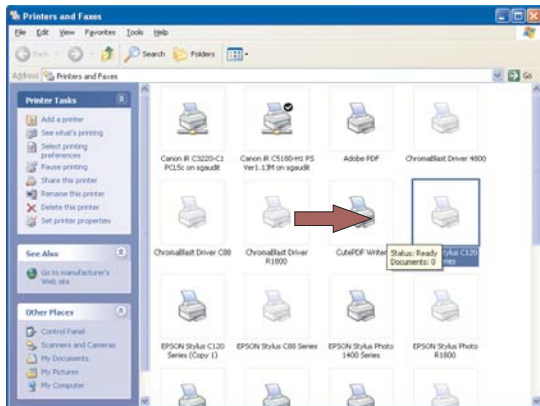 Printers and Faxes
File Edit View Favorites Tools Help
Back Search Folders
Address Printers and Faxes Go
Printer Tasks
Add a printer
See what's printing
Select printing
preferences
Pause printing
Share this printer
Rename this printer
Delete this printer
Set printer properties
See Also
Go to manufacturer's
Web site
Other Places
Control Panel
Scanners and Cameras
My Documents
My Pictures
My Computer
Canon iR C3220-C1
PCL5c on sgaudit
Canon iR C5180-H1 PS
Ver1.1JM on sgaudit
Adobe PDF
ChromaBlast Driver 4800
ChromaBlast Driver C88
ChromaBlast Driver
R1800
CutePDF Writer
Stylus C120
Status: Ready
Documents: 0
EPSON Stylus C120
Series (Copy 1)
EPSON Stylus C88 Series
EPSON Stylus Photo
1400 Series
EPSON Stylus Photo
R1800